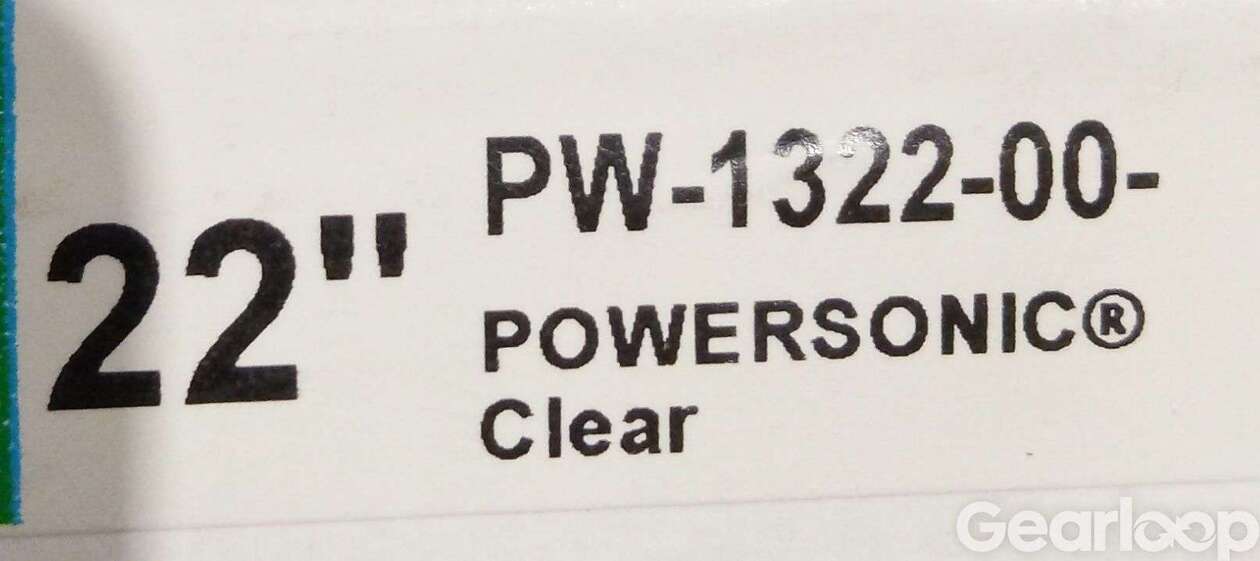 22"
PW-1322-00-
POWERSONIC®
Clear
Gearloop